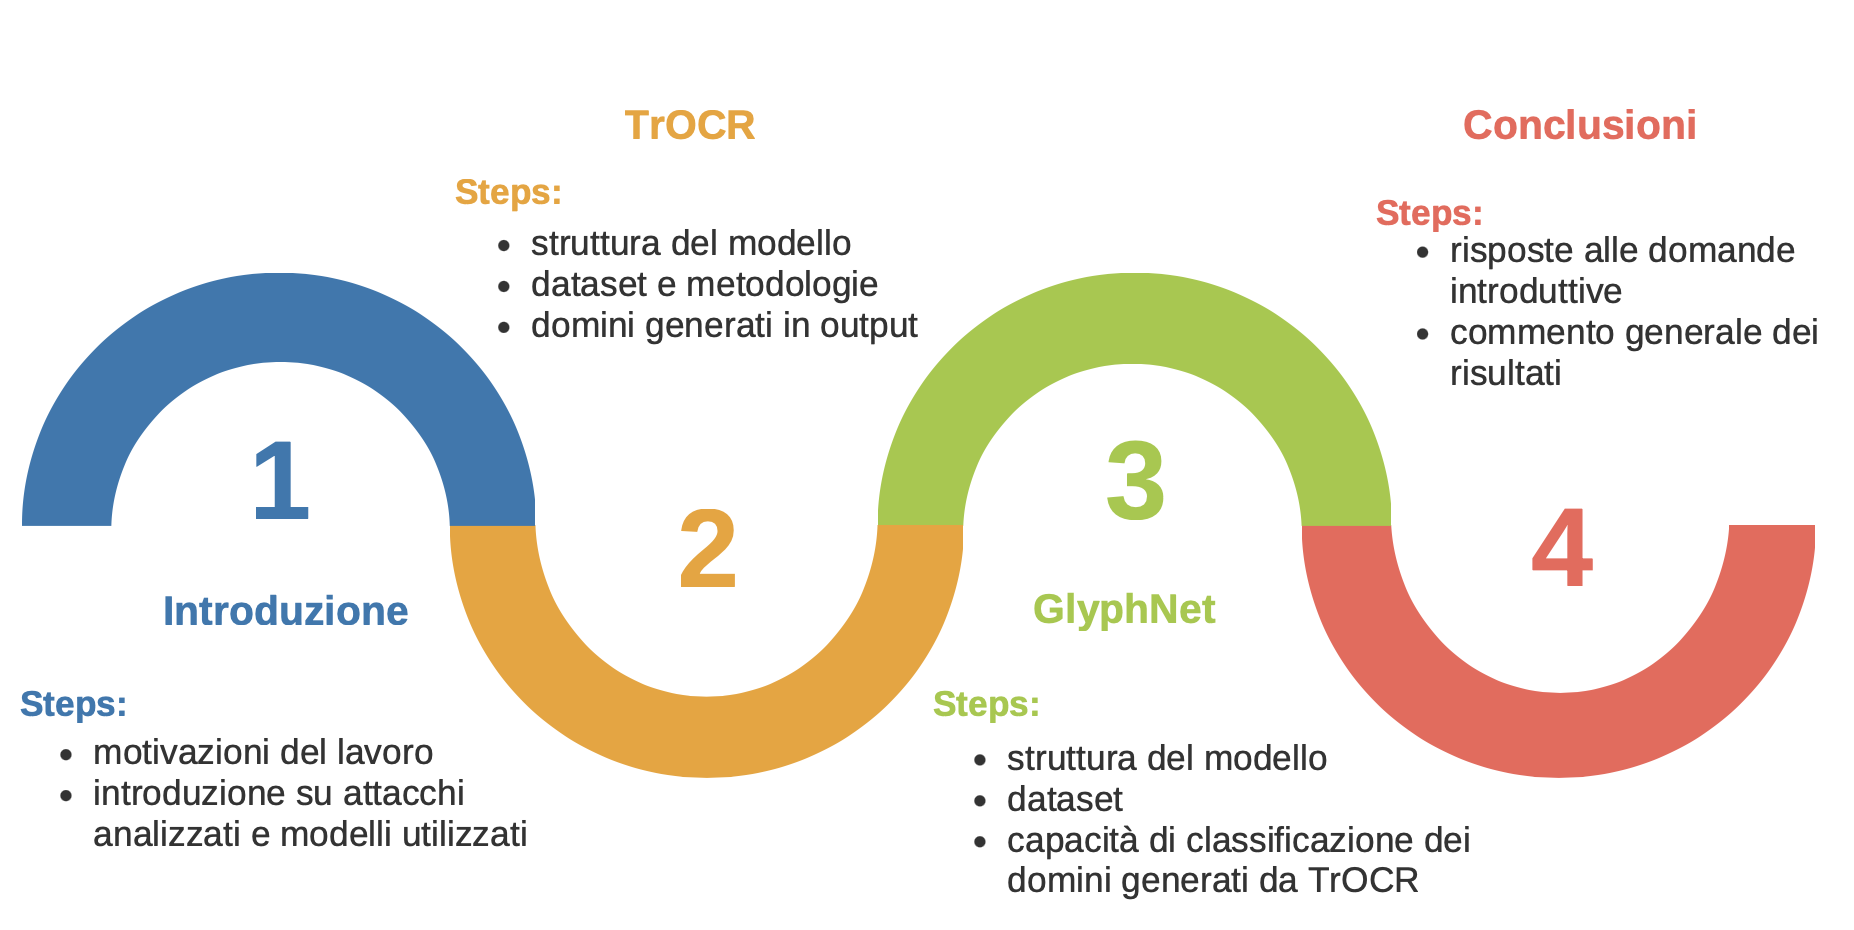 1
Introduzione
Steps:
• motivazioni del lavoro
• introduzione su attacchi
analizzati e modelli utilizzati
TrOCR
Steps:
• struttura del modello
• dataset e metodologie
• domini generati in output
2
3
GlyphNet
Steps:
• struttura del modello
• dataset
• capacità di classificazione dei
domini generati da TrOCR
Conclusioni
Steps:
• risposte alle domande
introduttive
• commento generale dei
risultati
4